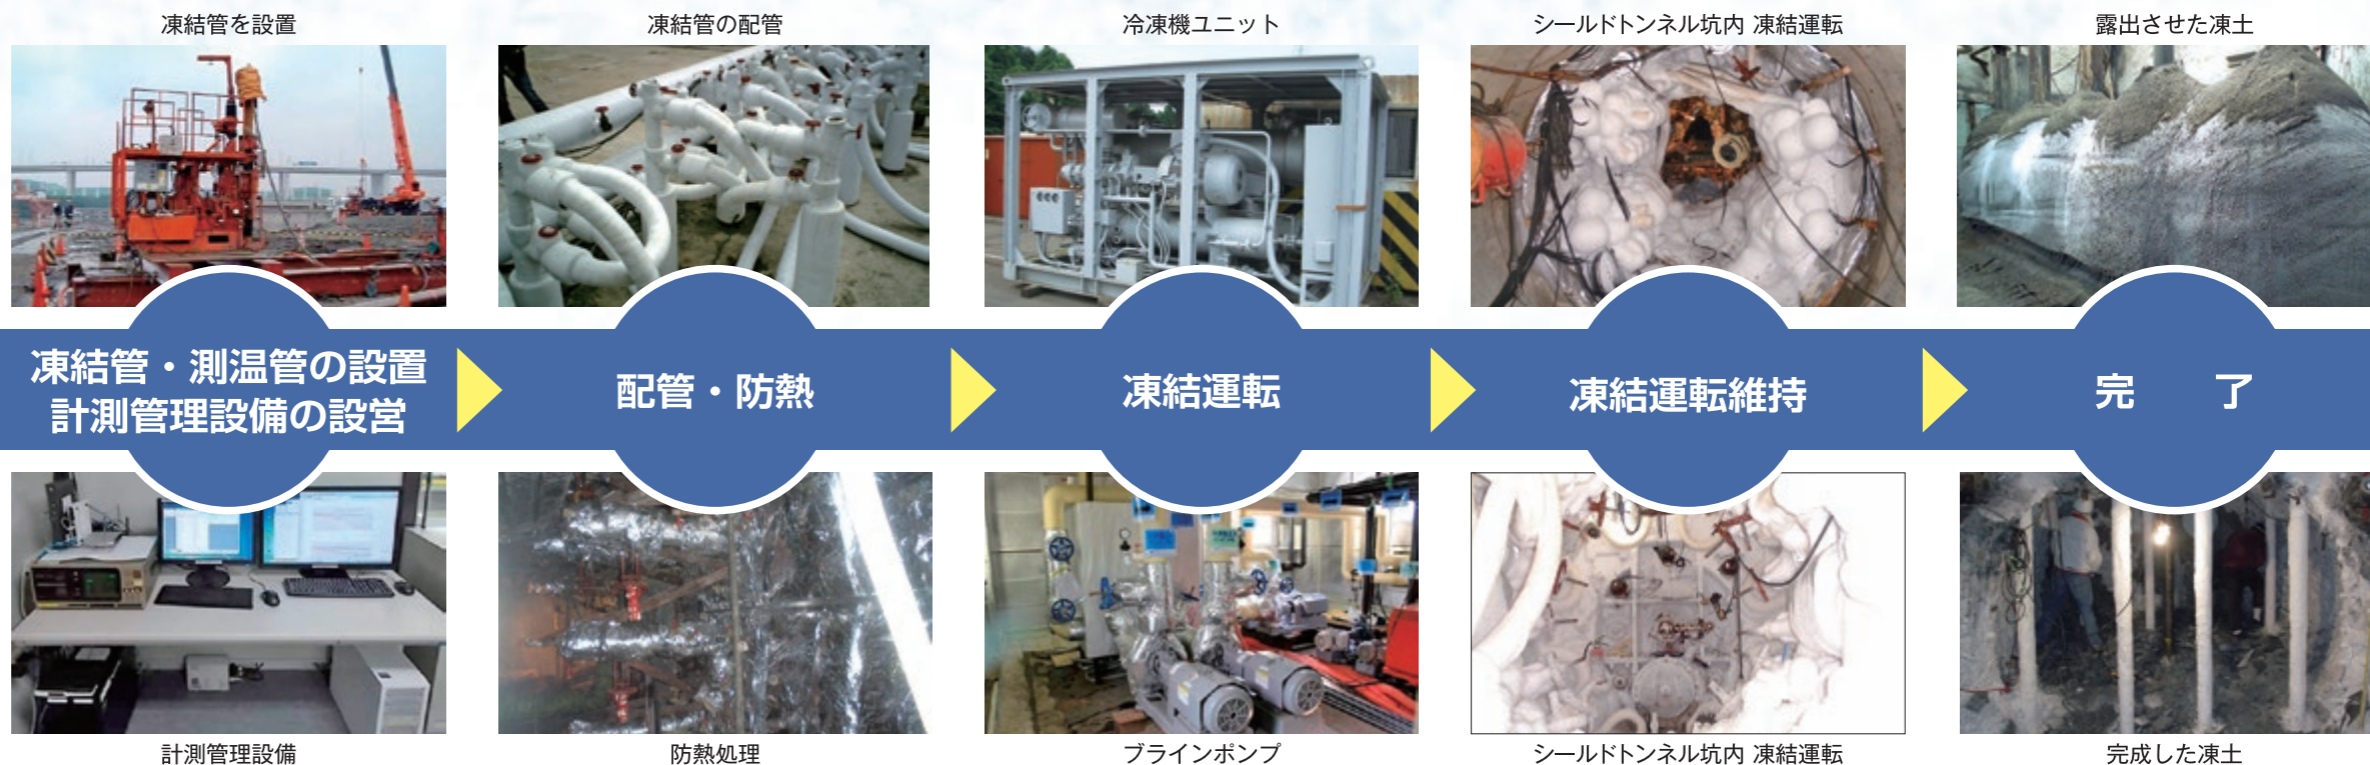 凍結管を設置
凍結管の配管
冷凍機ユニット
シールドトンネル坑内 凍結運転
露出させた凍土
凍結管・測温管の設置
計測管理設備の設営
配管・防熱
凍結運転
凍結運転維持
完　了
計測管理設備
防熱処理
ブラインポンプ
シールドトンネル坑内 凍結運転
完成した凍土